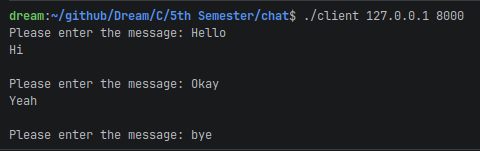 dream:~/github/Dream/C/5th Semester/chat$ ./client 127.0.0.1 8000
Please enter the message: Hello
Hi
Please enter the message: Okay
Yeah
Please enter the message: bye